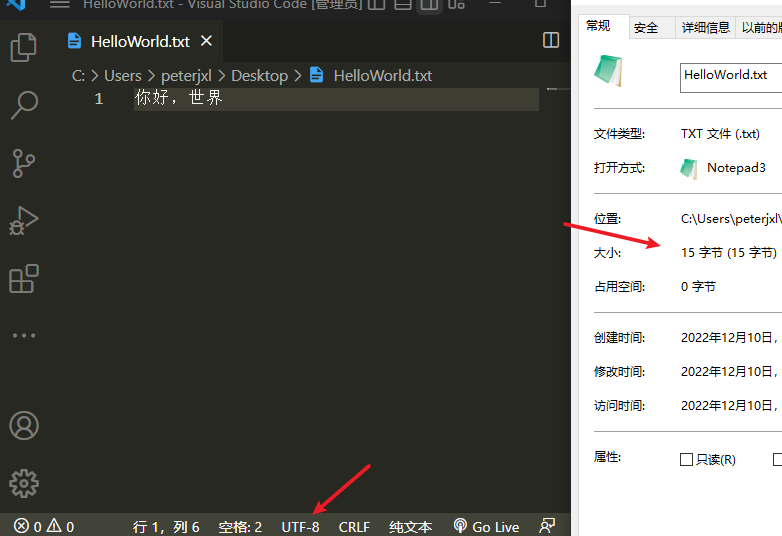 HelloWorld.txt - Visual Studio Code [管理员]
HelloWorld.txt
C: > Users > peterjxl > Desktop > HelloWorld.txt
1 你好，世界
0 0 行 1，列 6 空格: 2 UTF-8 CRLF 纯文本 Go Live
常规 安全 详细信息 以前的
HelloWorld.txt
文件类型: TXT 文件 (.txt)
打开方式: Notepad3
位置: C:\Users\peterjxl\
大小: 15 字节 (15 字节)
占用空间: 0 字节
创建时间: 2022年12月10日，
修改时间: 2022年12月10日，
访问时间: 2022年12月10日，
属性: 只读(R)